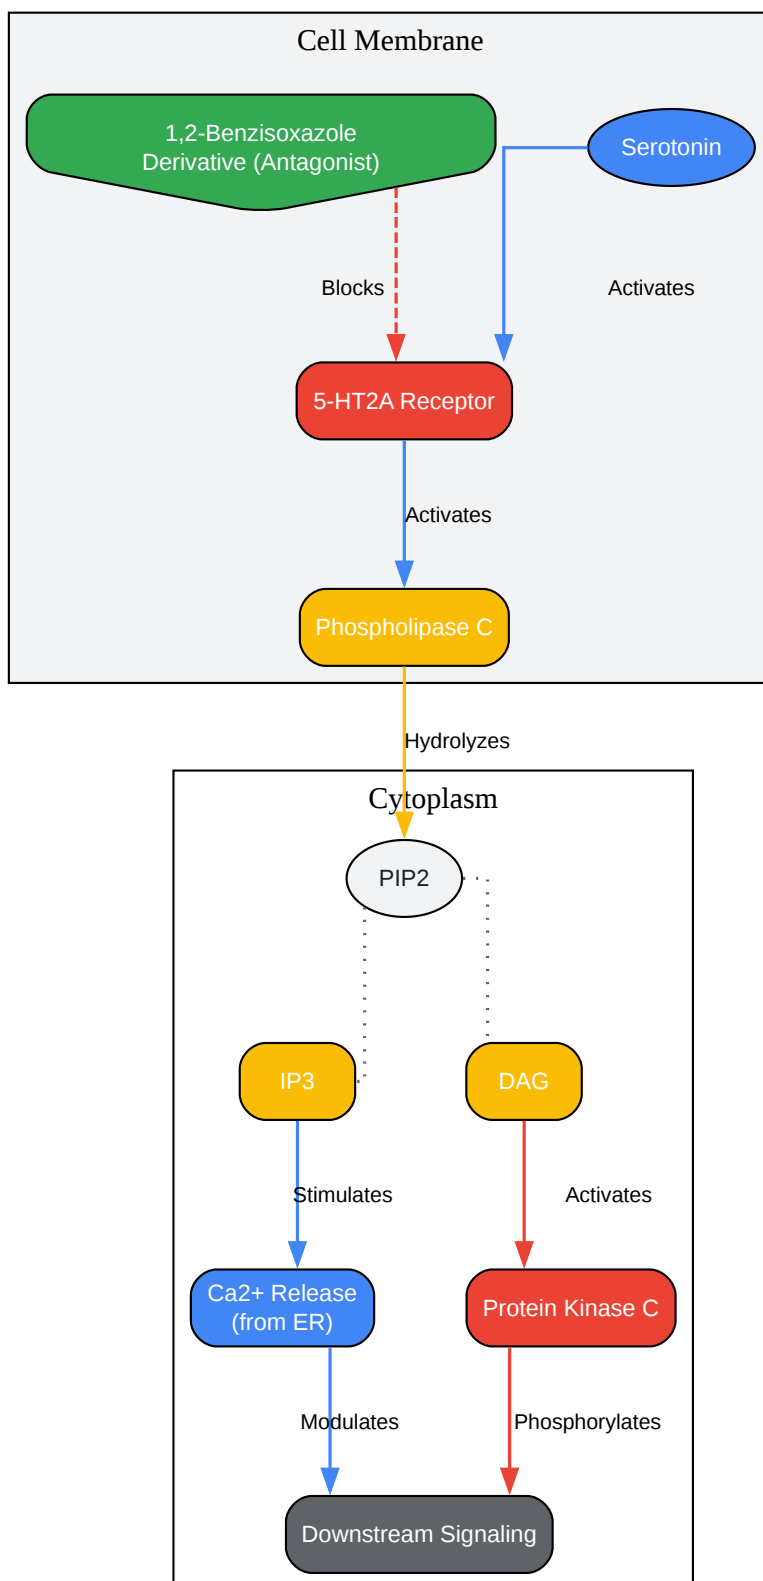 Cell Membrane
1,2-Benzisoxazole
Derivative (Antagonist)
Serotonin
Blocks
Activates
5-HT2A Receptor
Activates
Phospholipase C
Hydrolyzes
Cytoplasm
PIP2
IP3
DAG
Stimulates
Activates
Ca2+ Release
(from ER)
Protein Kinase C
Modulates
Phosphorylates
Downstream Signaling